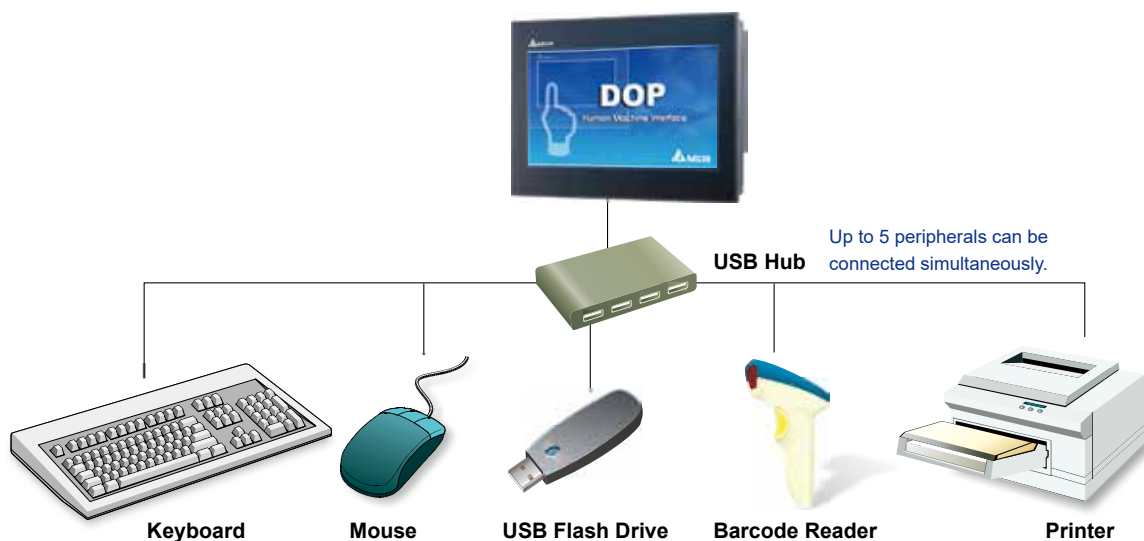 DOP
Human Machine Interface
USB Hub
Up to 5 peripherals can be
connected simultaneously.
Keyboard
Mouse
USB Flash Drive
Barcode Reader
Printer